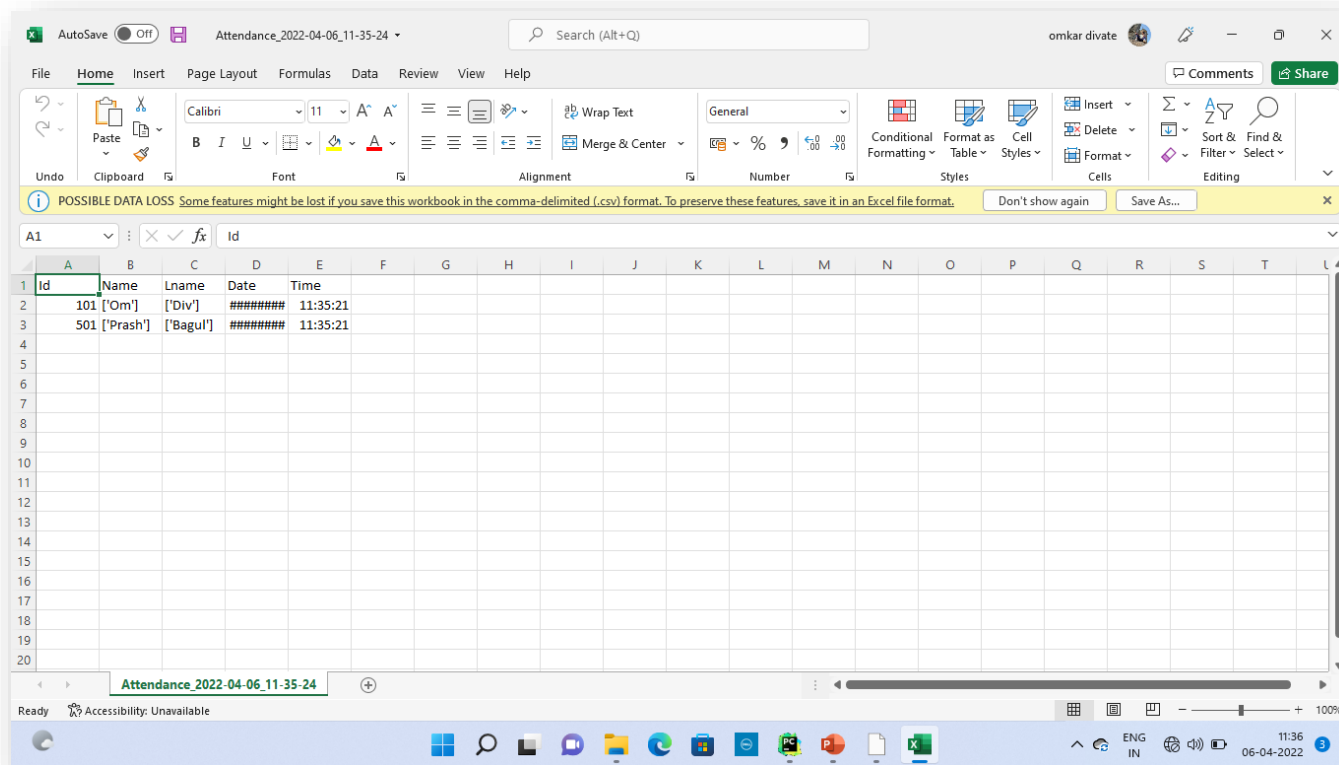 AutoSave Off Attendance_2022-04-06_11-35-24 Search (Alt+Q) omkar divate
File Home Insert Page Layout Formulas Data Review View Help Comments Share
Calibri 11 A^ A˅ Wrap Text General Insert Σ
Paste B I U A Merge & Center % 9 Conditional Formatting Format as Table Cell Styles Delete Format Sort & Filter Find & Select
Undo Clipboard Font Alignment Number Styles Cells Editing
POSSIBLE DATA LOSS Some features might be lost if you save this workbook in the comma-delimited (.csv) format. To preserve these features, save it in an Excel file format. Don't show again Save As...
A1 fx Id
A B C D E F G H I J K L M N O P Q R S T U
1 Id Name Lname Date Time
2 101 ['Om'] ['Div'] ######## 11:35:21
3 501 ['Prash'] ['Bagul'] ######## 11:35:21
4
5
6
7
8
9
10
11
12
13
14
15
16
17
18
19
20
Attendance_2022-04-06_11-35-24
Ready Accessibility: Unavailable 100%
PC P ENG 11:36
IN 06-04-2022 3